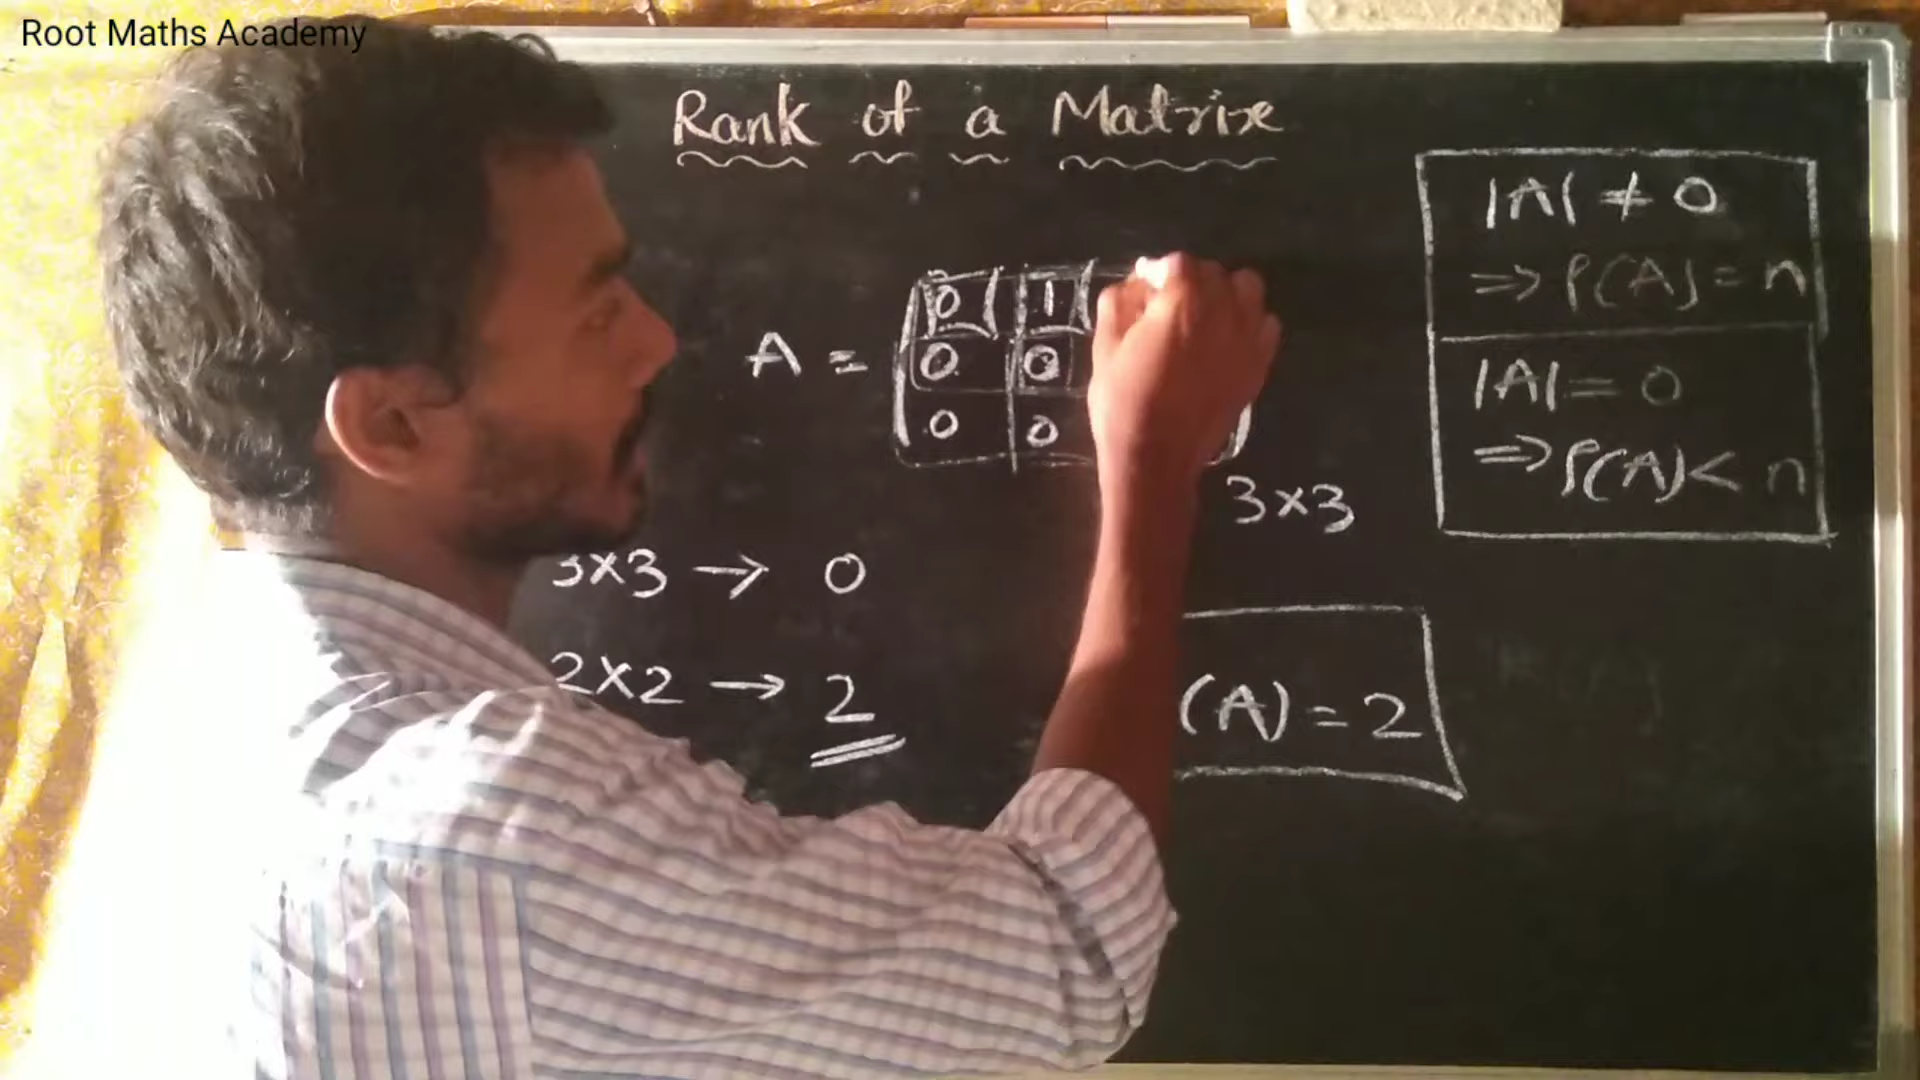 Root Maths Academy
Rank of a Matrix
A =
0 1
0 0
0 0
3×3
3×3 → 0
2×2 → 2
(A) = 2
|A| ≠ 0
⇒ ρ(A) = n
|A| = 0
⇒ ρ(A) < n